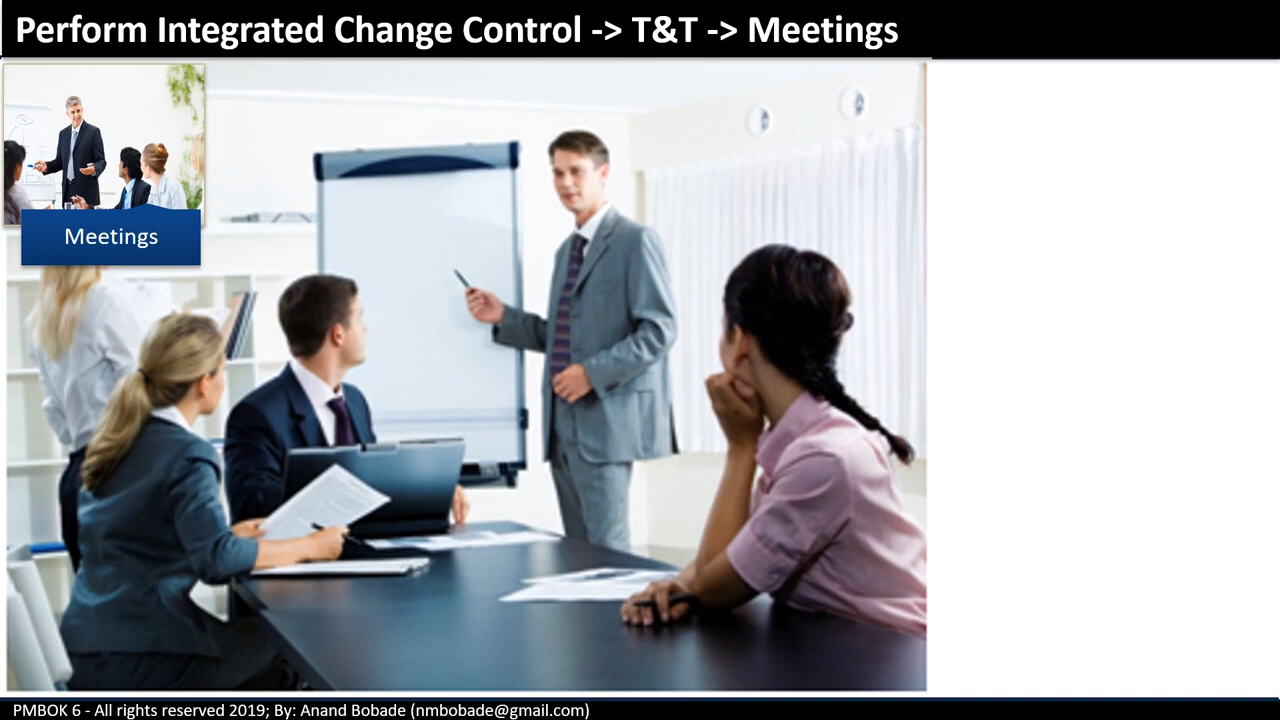 Perform Integrated Change Control -> T&T -> Meetings
Meetings
PMBOK 6 - All rights reserved 2019; By: Anand Bobade (nmbobade@gmail.com)